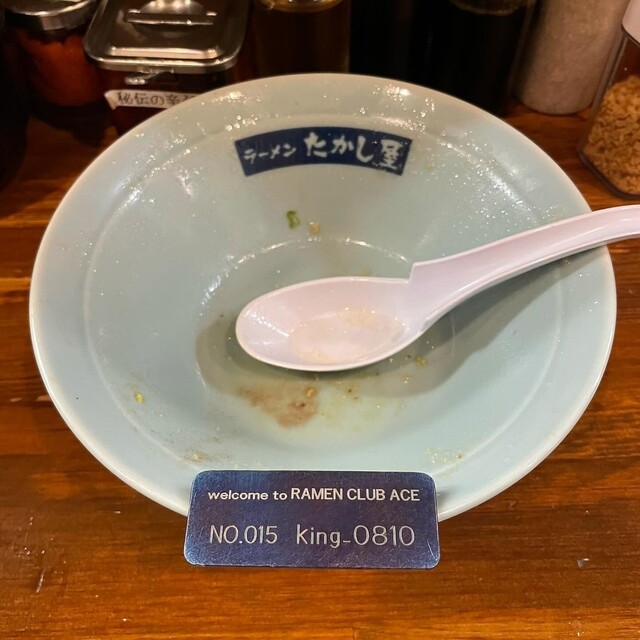 秘伝の辛
ラーメン たかし屋
welcome to RAMEN CLUB ACE
NO.015 king-0810